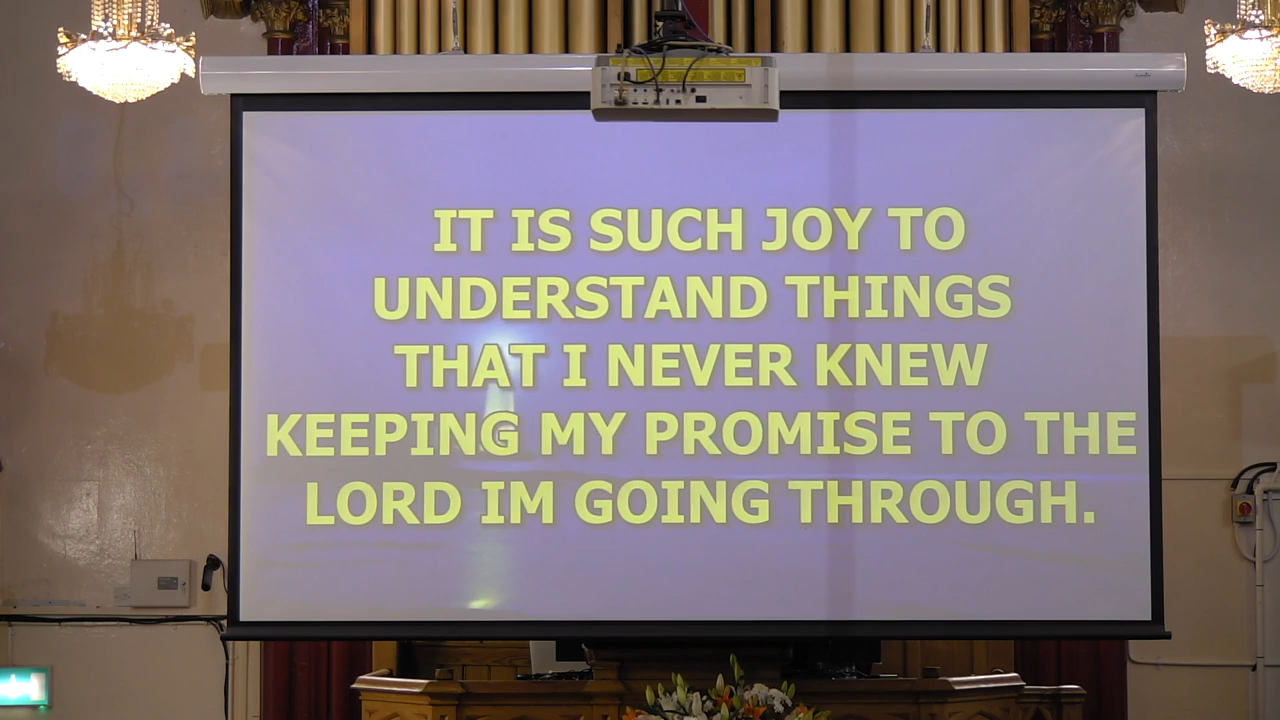 IT IS SUCH JOY TO
UNDERSTAND THINGS
THAT I NEVER KNEW
KEEPING MY PROMISE TO THE
LORD IM GOING THROUGH.